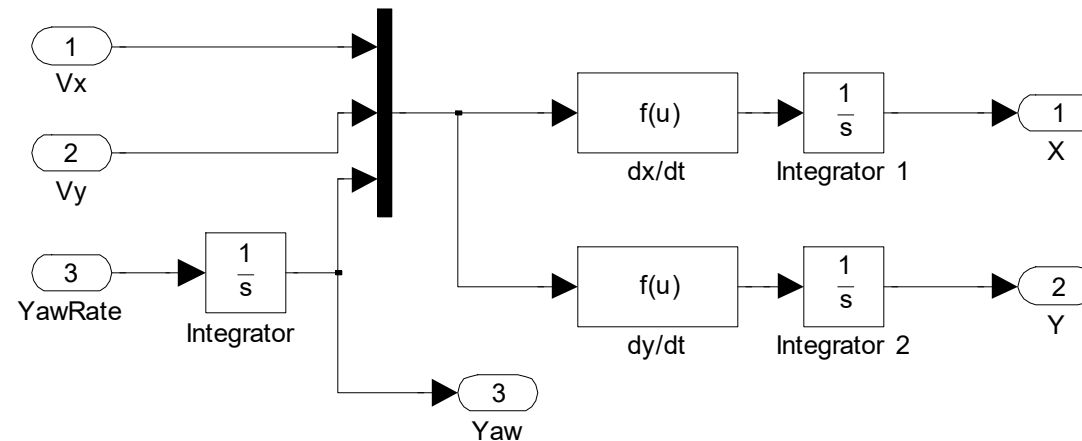 1
Vx
2
Vy
3
YawRate
1
s
Integrator
3
Yaw
f(u)
dx/dt
1
s
Integrator 1
1
X
f(u)
dy/dt
1
s
Integrator 2
2
Y